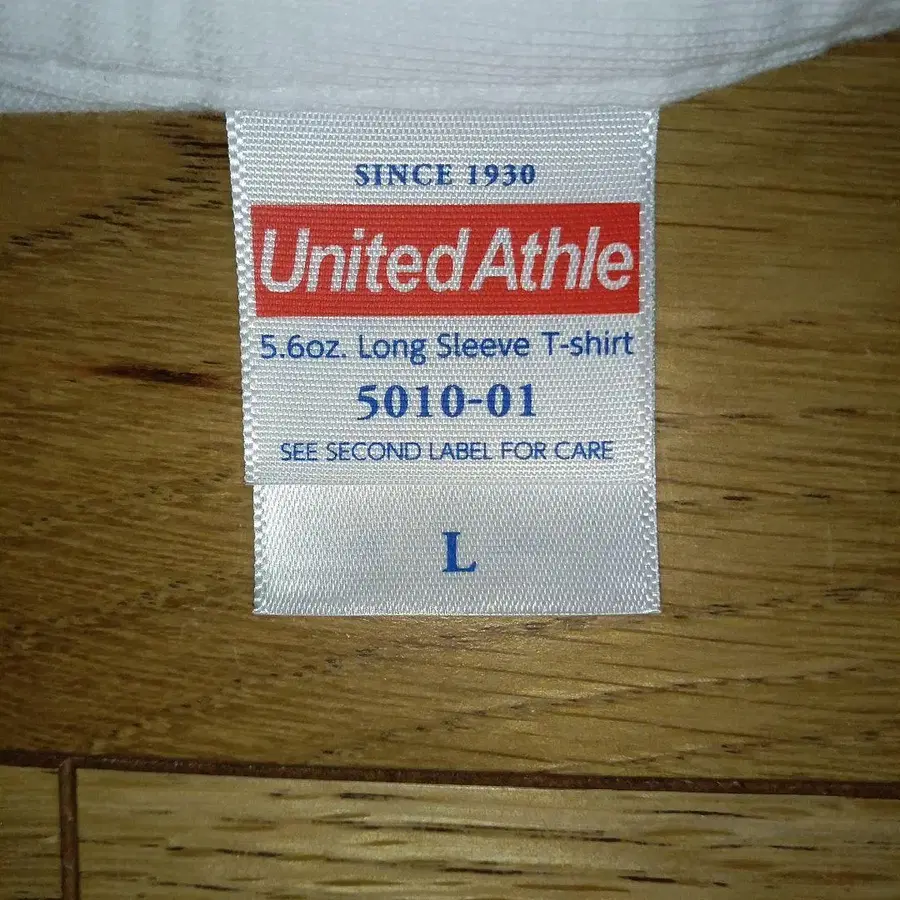 SINCE 1930
United Athle
5.6oz. Long Sleeve T-shirt
5010-01
SEE SECOND LABEL FOR CARE
L